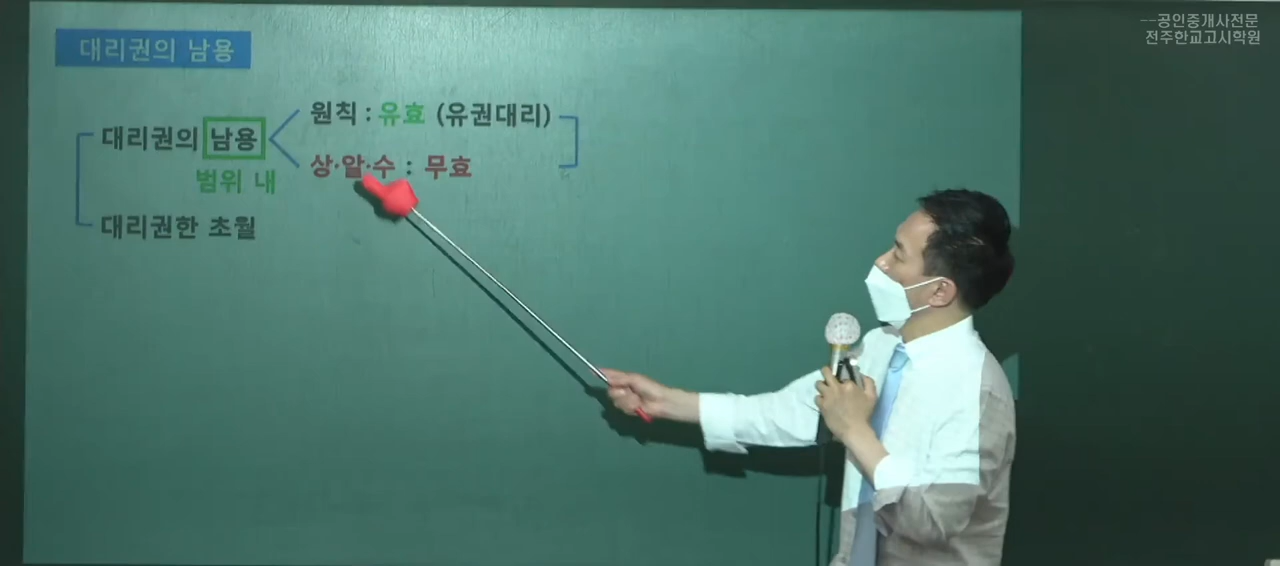 --공인중개사전문
전주한교고시학원
대리권의 남용
원칙 : 유효 (유권대리)
대리권의 남용
상·알·수 : 무효
범위 내
대리권한 초월